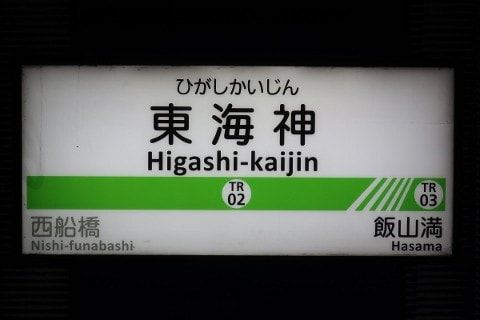 ひがしかいじん
東海神
Higashi-kaijin
TR
02
TR
03
西船橋
Nishi-funabashi
飯山満
Hasama